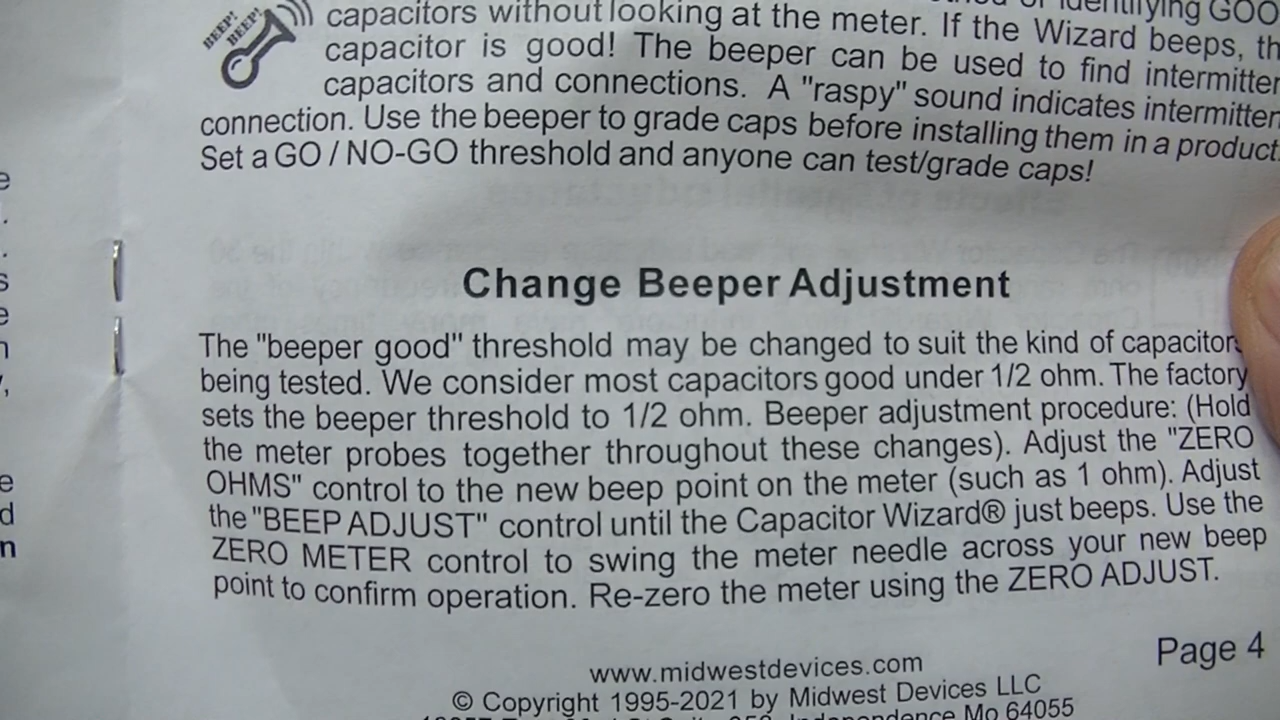 BEEP! BEEP!
identifying GOO
capacitors without looking at the meter. If the Wizard beeps, th
capacitor is good! The beeper can be used to find intermitten
capacitors and connections. A "raspy" sound indicates intermitten
connection. Use the beeper to grade caps before installing them in a product.
Set a GO / NO-GO threshold and anyone can test/grade caps!
Change Beeper Adjustment
The "beeper good" threshold may be changed to suit the kind of capacitors
being tested. We consider most capacitors good under 1/2 ohm. The factory
sets the beeper threshold to 1/2 ohm. Beeper adjustment procedure: (Hold
the meter probes together throughout these changes). Adjust the "ZERO
OHMS" control to the new beep point on the meter (such as 1 ohm). Adjust
the "BEEP ADJUST" control until the Capacitor Wizard® just beeps. Use the
ZERO METER control to swing the meter needle across your new beep
point to confirm operation. Re-zero the meter using the ZERO ADJUST.
Page 4
www.midwestdevices.com
© Copyright 1995-2021 by Midwest Devices LLC
Independence Mo 64055